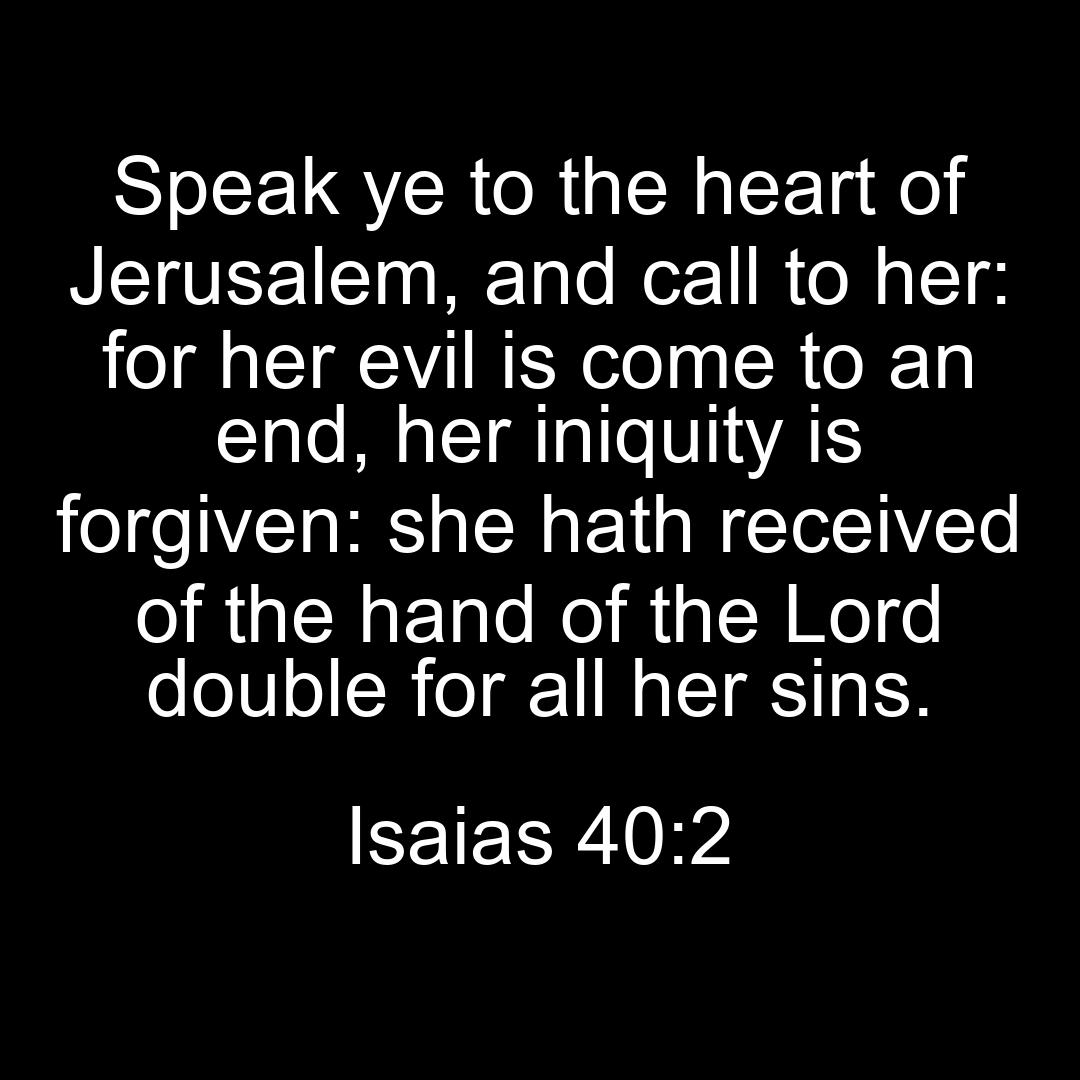 Speak ye to the heart of
Jerusalem, and call to her:
for her evil is come to an
end, her iniquity is
forgiven: she hath received
of the hand of the Lord
double for all her sins.
Isaias 40:2